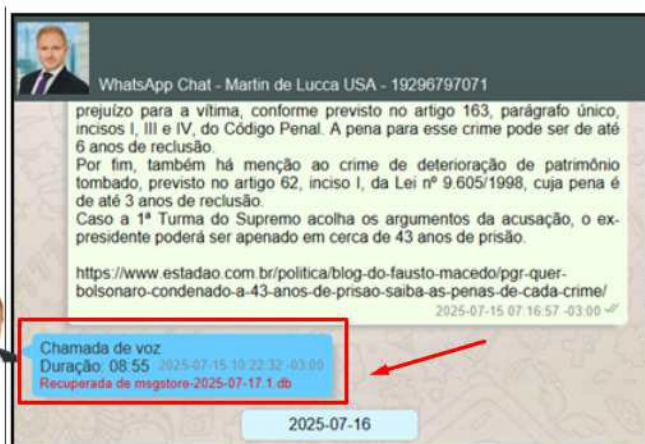 WhatsApp Chat - Martin de Lucca USA - 19296797071
prejuízo para a vítima, conforme previsto no artigo 163, parágrafo único,
incisos I, III e IV, do Código Penal. A pena para esse crime pode ser de até
6 anos de reclusão.
Por fim, também há menção ao crime de deterioração de patrimônio
tombado, previsto no artigo 62, inciso I, da Lei nº 9.605/1998, cuja pena é
de até 3 anos de reclusão.
Caso a 1ª Turma do Supremo acolha os argumentos da acusação, o ex-
presidente poderá ser apenado em cerca de 43 anos de prisão.
https://www.estadao.com.br/politica/blog-do-fausto-macedo/pgr-quer-
bolsonaro-condenado-a-43-anos-de-prisao-saiba-as-penas-de-cada-crime/
2025-07-15 07:16:57 -03:00
Chamada de voz
Duração: 08:55 2025-07-15 10:22:32 -03:00
Recuperada de msgstore-2025-07-17.1.db
2025-07-16